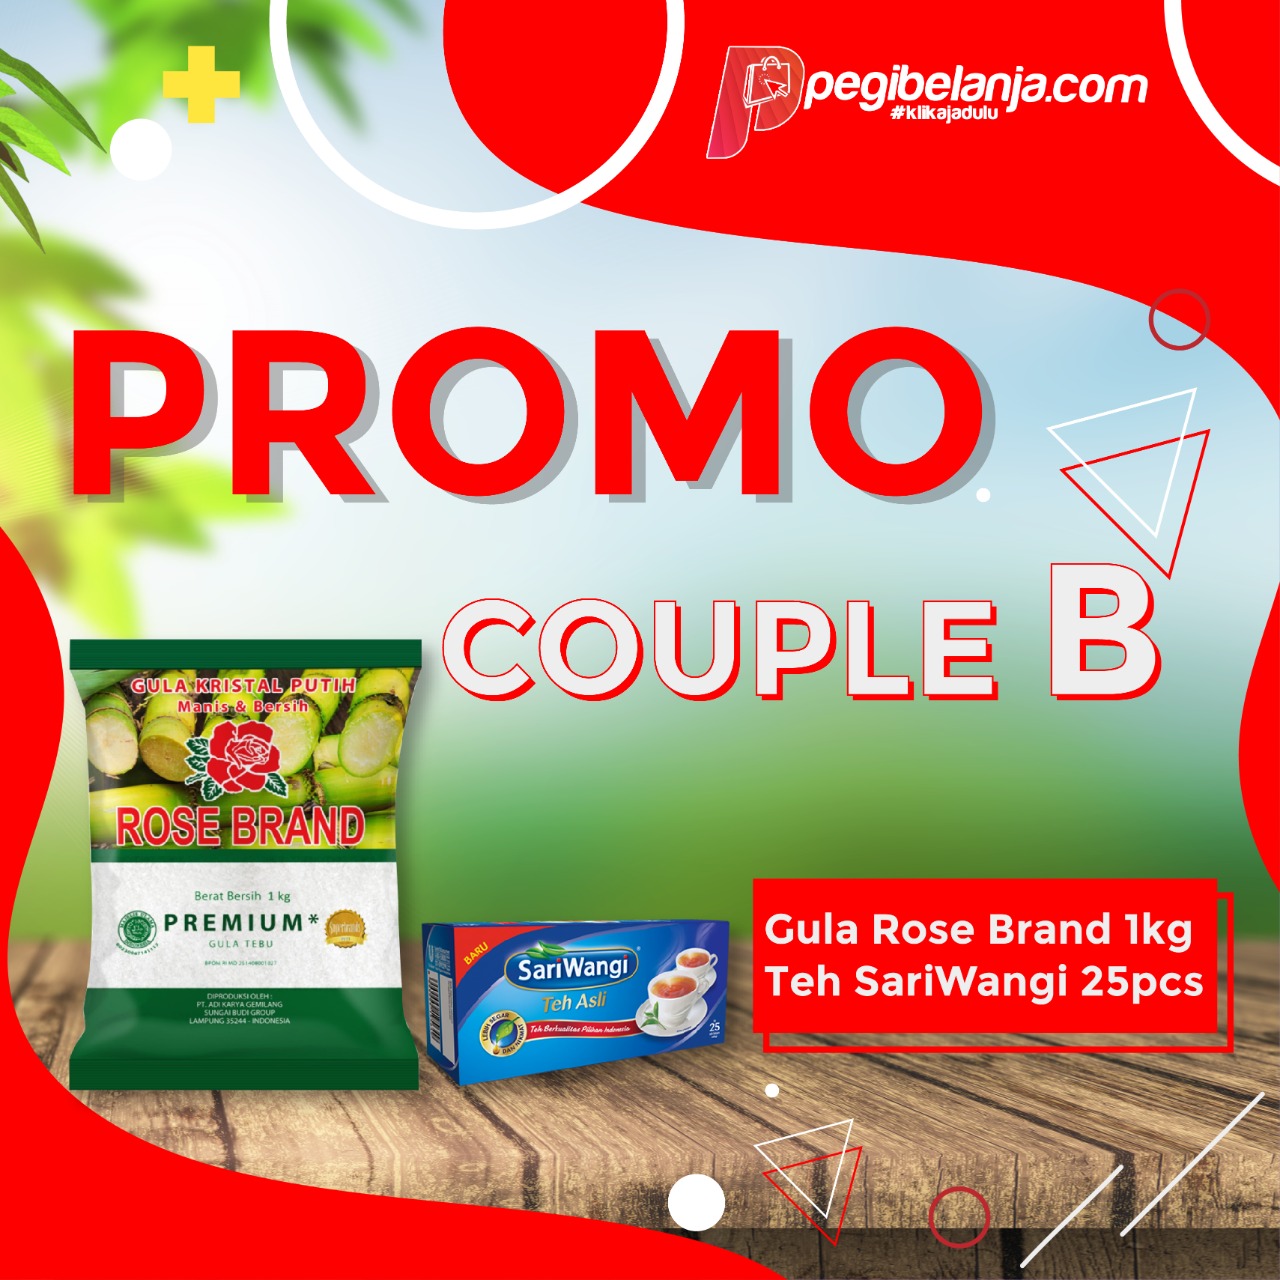 pegibelanja.com
#klikajadulu
PROMO
COUPLE B
GULA KRISTAL PUTIH
Manis & Bersih
ROSE BRAND
Berat Bersih 1 kg
PREMIUM*
GULA TEBU
DIPRODUKSI OLEH :
PT. ADI KARYA GEMILANG
SUNGAI BUDI GROUP
LAMPUNG 35244 - INDONESIA
BARU
SariWangi
Teh Asli
Teh Berkualitas Pilihan Indonesia
LEBIH SEGAR
25
Gula Rose Brand 1kg
Teh SariWangi 25pcs